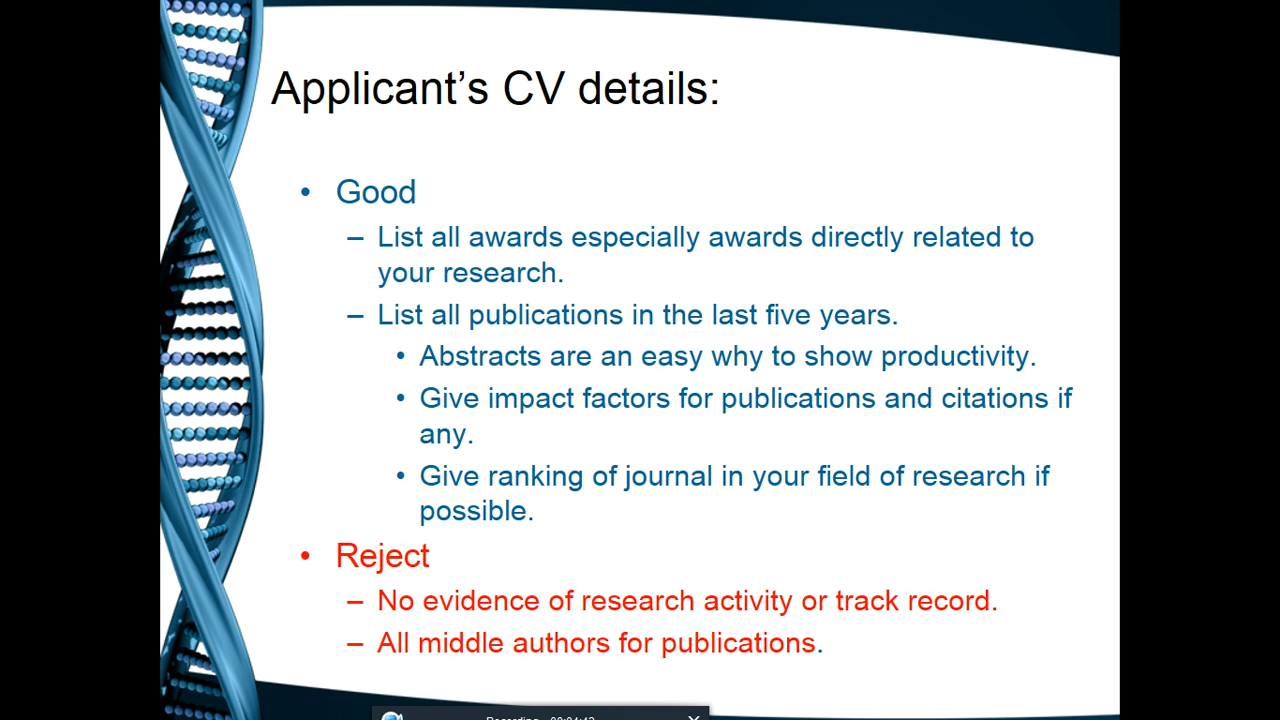 Applicant’s CV details:
• Good
– List all awards especially awards directly related to
your research.
– List all publications in the last five years.
• Abstracts are an easy why to show productivity.
• Give impact factors for publications and citations if
any.
• Give ranking of journal in your field of research if
possible.
• Reject
– No evidence of research activity or track record.
– All middle authors for publications.